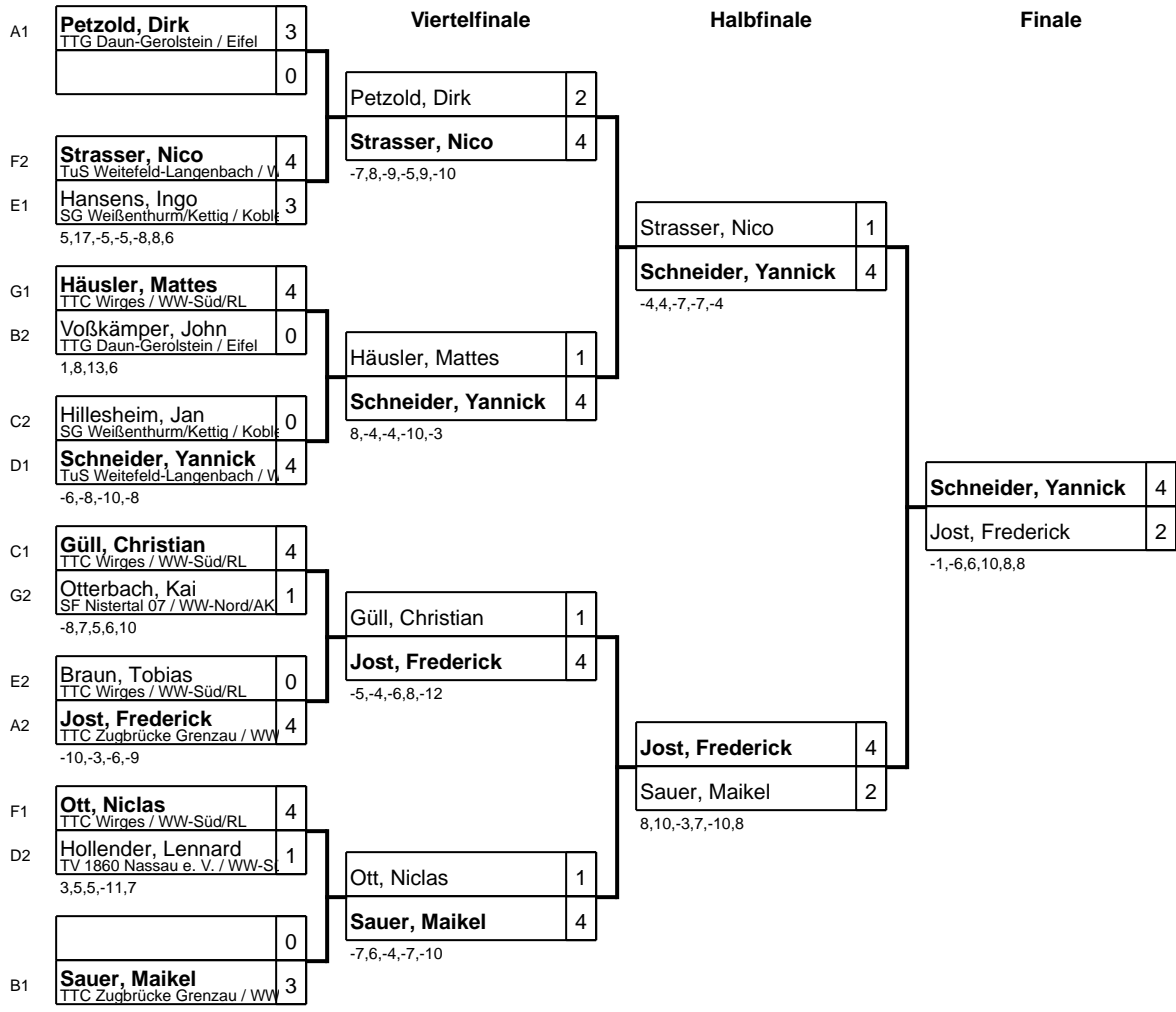 Viertelfinale Halbfinale Finale
A1 Petzold, Dirk 3
TTG Daun-Gerolstein / Eifel
0
F2 Strasser, Nico 4
TuS Weitefeld-Langenbach / W
E1 Hansens, Ingo 3
SG Weißenthurm/Kettig / Koble
5,17,-5,-5,-8,8,6
G1 Häusler, Mattes 4
TTC Wirges / WW-Süd/RL
B2 Voßkämper, John 0
TTG Daun-Gerolstein / Eifel
1,8,13,6
C2 Hillesheim, Jan 0
SG Weißenthurm/Kettig / Koble
D1 Schneider, Yannick 4
TuS Weitefeld-Langenbach / W
-6,-8,-10,-8
C1 Güll, Christian 4
TTC Wirges / WW-Süd/RL
G2 Otterbach, Kai 1
SF Nistertal 07 / WW-Nord/AK
-8,7,5,6,10
E2 Braun, Tobias 0
TTC Wirges / WW-Süd/RL
A2 Jost, Frederick 4
TTC Zugbrücke Grenzau / WW
-10,-3,-6,-9
F1 Ott, Niclas 4
TTC Wirges / WW-Süd/RL
D2 Hollender, Lennard 1
TV 1860 Nassau e. V. / WW-S
3,5,5,-11,7
0
B1 Sauer, Maikel 3
TTC Zugbrücke Grenzau / WW
Petzold, Dirk 2
Strasser, Nico 4
-7,8,-9,-5,9,-10
Häusler, Mattes 1
Schneider, Yannick 4
8,-4,-4,-10,-3
Güll, Christian 1
Jost, Frederick 4
-5,-4,-6,8,-12
Ott, Niclas 1
Sauer, Maikel 4
-7,6,-4,-7,-10
Strasser, Nico 1
Schneider, Yannick 4
-4,4,-7,-7,-4
Jost, Frederick 4
Sauer, Maikel 2
8,10,-3,7,-10,8
Schneider, Yannick 4
Jost, Frederick 2
-1,-6,6,10,8,8